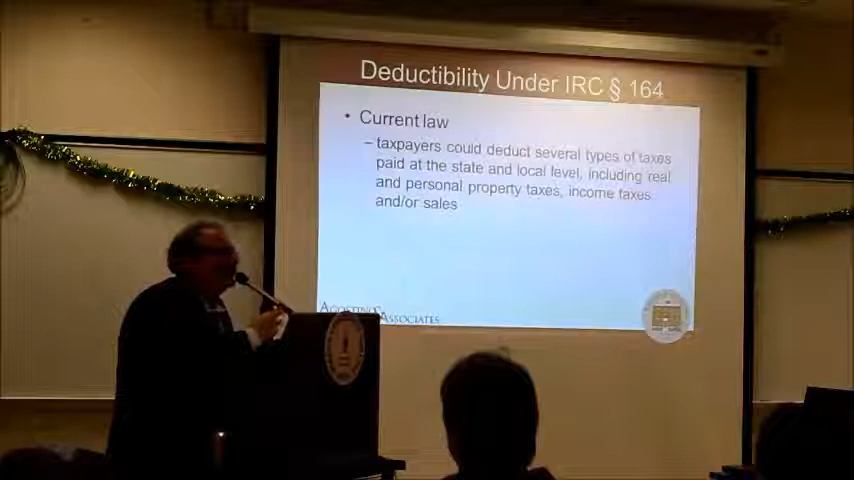 Deductibility Under IRC § 164
• Current law
– taxpayers could deduct several types of taxes
paid at the state and local level, including real
and personal property taxes, income taxes
and/or sales
AGOSTINO & ASSOCIATES